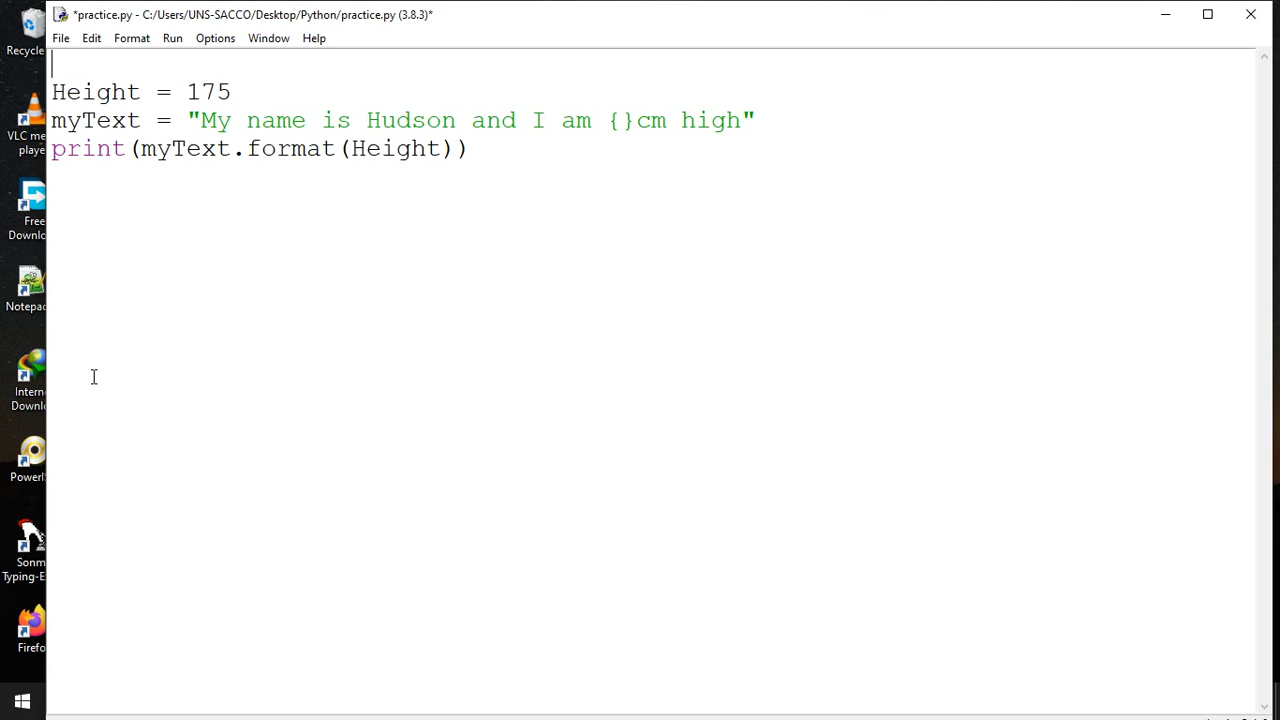 *practice.py - C:/Users/UNS-SACCO/Desktop/Python/practice.py (3.8.3)*
File Edit Format Run Options Window Help
Height = 175
myText = "My name is Hudson and I am {}cm high"
print(myText.format(Height))
Recycle
VLC me
playe
Free
Downlo
Notepa
Intern
Downlo
PowerI
Sonm
Typing-E
Firefo